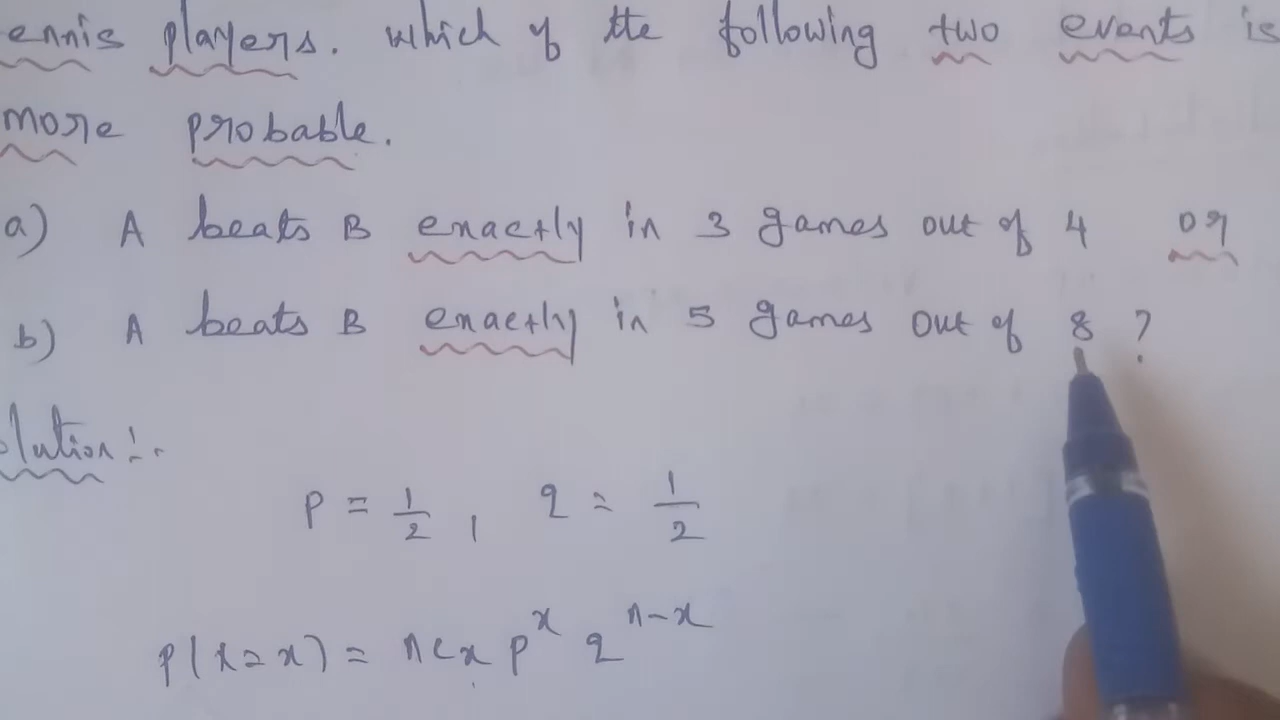 ennis players. which of the following two events is
more probable.
a) A beats B exactly in 3 games out of 4 or
b) A beats B exactly in 5 games out of 8 ?
olution :-
p = 1/2 , q = 1/2
p(x=x) = ncx p^x q^n-x